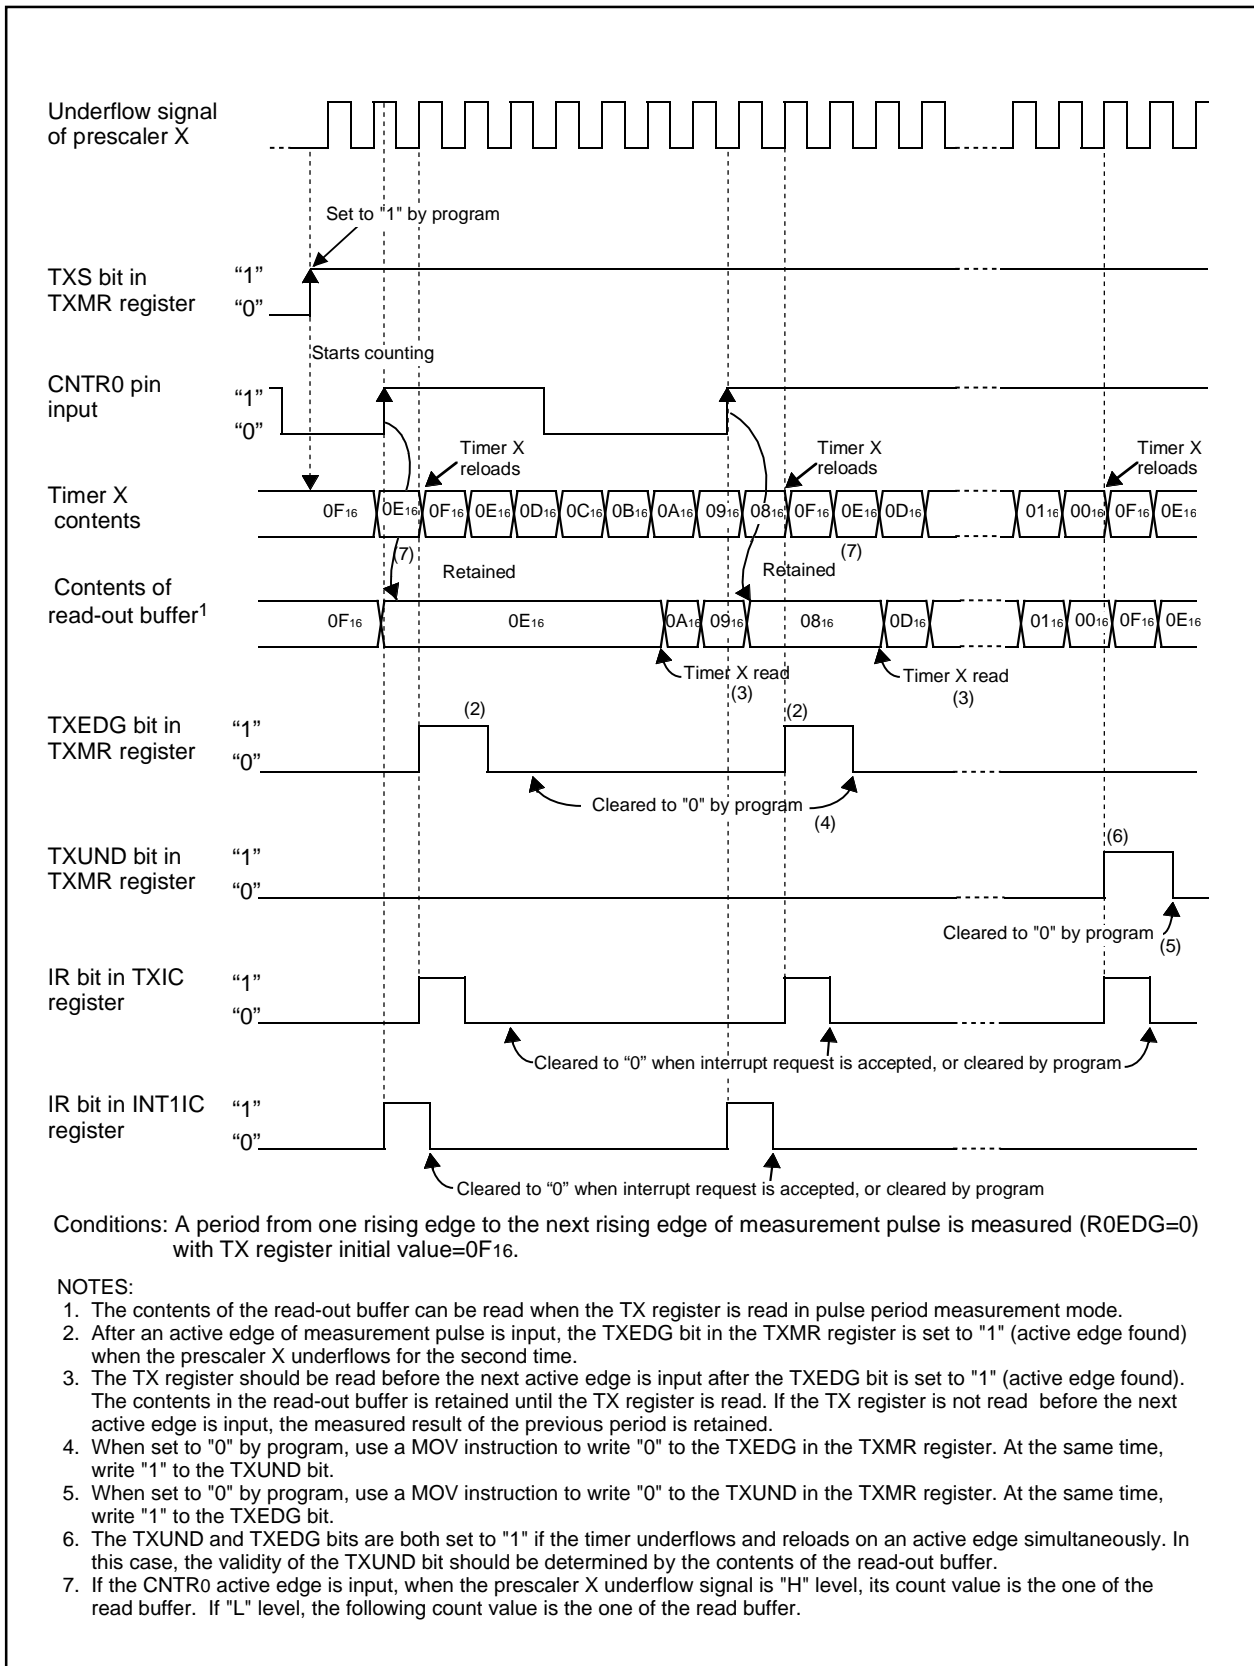 Underflow signal
of prescaler X
Set to "1" by program
TXS bit in
TXMR register
“1”
“0”
Starts counting
CNTR0 pin
input
“1”
“0”
Timer X
reloads
Timer X
reloads
Timer X
reloads
Timer X
contents
0F16 0E16 0F16 0E16 0D16 0C16 0B16 0A16 0916 0816 0F16 0E16 0D16 0116 0016 0F16 0E16
(7)
Retained
Retained
(7)
Contents of
read-out buffer1
0F16 0E16 0A16 0916 0816 0D16 0116 0016 0F16 0E16
Timer X read
(3)
Timer X read
(3)
TXEDG bit in
TXMR register
“1”
“0”
(2)
(2)
Cleared to "0" by program
(4)
TXUND bit in
TXMR register
“1”
“0”
(6)
Cleared to "0" by program
(5)
IR bit in TXIC
register
“1”
“0”
Cleared to “0” when interrupt request is accepted, or cleared by program
IR bit in INT1IC
register
“1”
“0”
Cleared to “0” when interrupt request is accepted, or cleared by program
Conditions: A period from one rising edge to the next rising edge of measurement pulse is measured (R0EDG=0)
with TX register initial value=0F16.
NOTES:
1. The contents of the read-out buffer can be read when the TX register is read in pulse period measurement mode.
2. After an active edge of measurement pulse is input, the TXEDG bit in the TXMR register is set to "1" (active edge found)
when the prescaler X underflows for the second time.
3. The TX register should be read before the next active edge is input after the TXEDG bit is set to "1" (active edge found).
The contents in the read-out buffer is retained until the TX register is read. If the TX register is not read before the next
active edge is input, the measured result of the previous period is retained.
4. When set to "0" by program, use a MOV instruction to write "0" to the TXEDG in the TXMR register. At the same time,
write "1" to the TXUND bit.
5. When set to "0" by program, use a MOV instruction to write "0" to the TXUND in the TXMR register. At the same time,
write "1" to the TXEDG bit.
6. The TXUND and TXEDG bits are both set to "1" if the timer underflows and reloads on an active edge simultaneously. In
this case, the validity of the TXUND bit should be determined by the contents of the read-out buffer.
7. If the CNTR0 active edge is input, when the prescaler X underflow signal is "H" level, its count value is the one of the
read buffer. If "L" level, the following count value is the one of the read buffer.